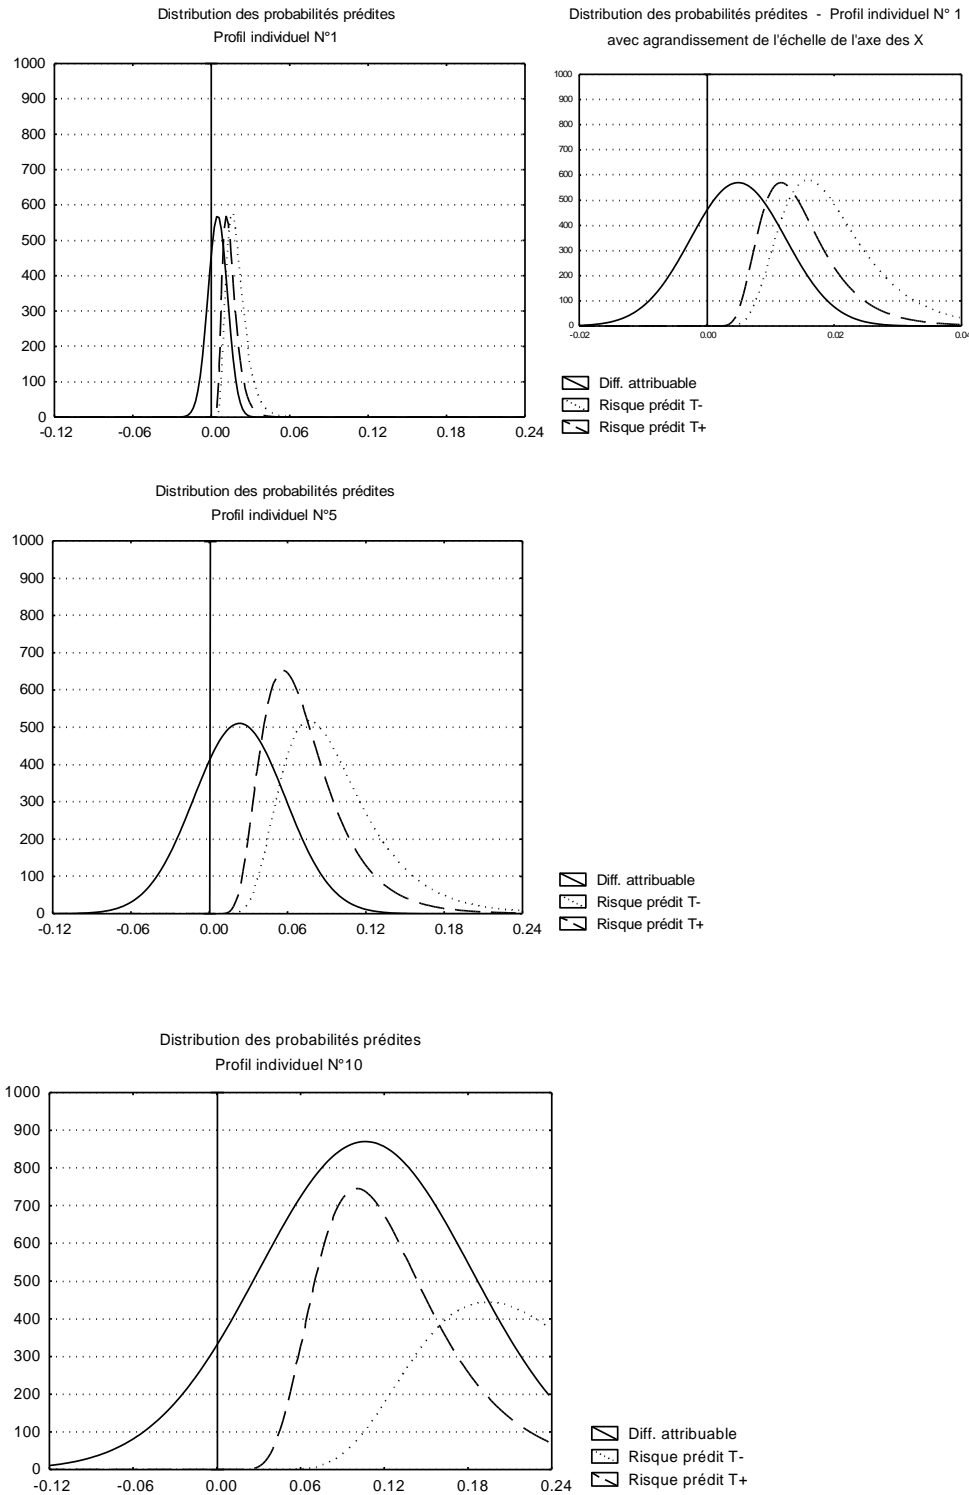 Distribution des probabilités prédites
Profil individuel N°1
1000
900
800
700
600
500
400
300
200
100
0
-0.12 -0.06 0.00 0.06 0.12 0.18 0.24
Distribution des probabilités prédites - Profil individuel N° 1
avec agrandissement de l'échelle de l'axe des X
1000
900
800
700
600
500
400
300
200
100
0
-0.02 0.00 0.02 0.04
Diff. attribuable
Risque prédit T-
Risque prédit T+
Distribution des probabilités prédites
Profil individuel N°5
1000
900
800
700
600
500
400
300
200
100
0
-0.12 -0.06 0.00 0.06 0.12 0.18 0.24
Diff. attribuable
Risque prédit T-
Risque prédit T+
Distribution des probabilités prédites
Profil individuel N°10
1000
900
800
700
600
500
400
300
200
100
0
-0.12 -0.06 0.00 0.06 0.12 0.18 0.24
Diff. attribuable
Risque prédit T-
Risque prédit T+